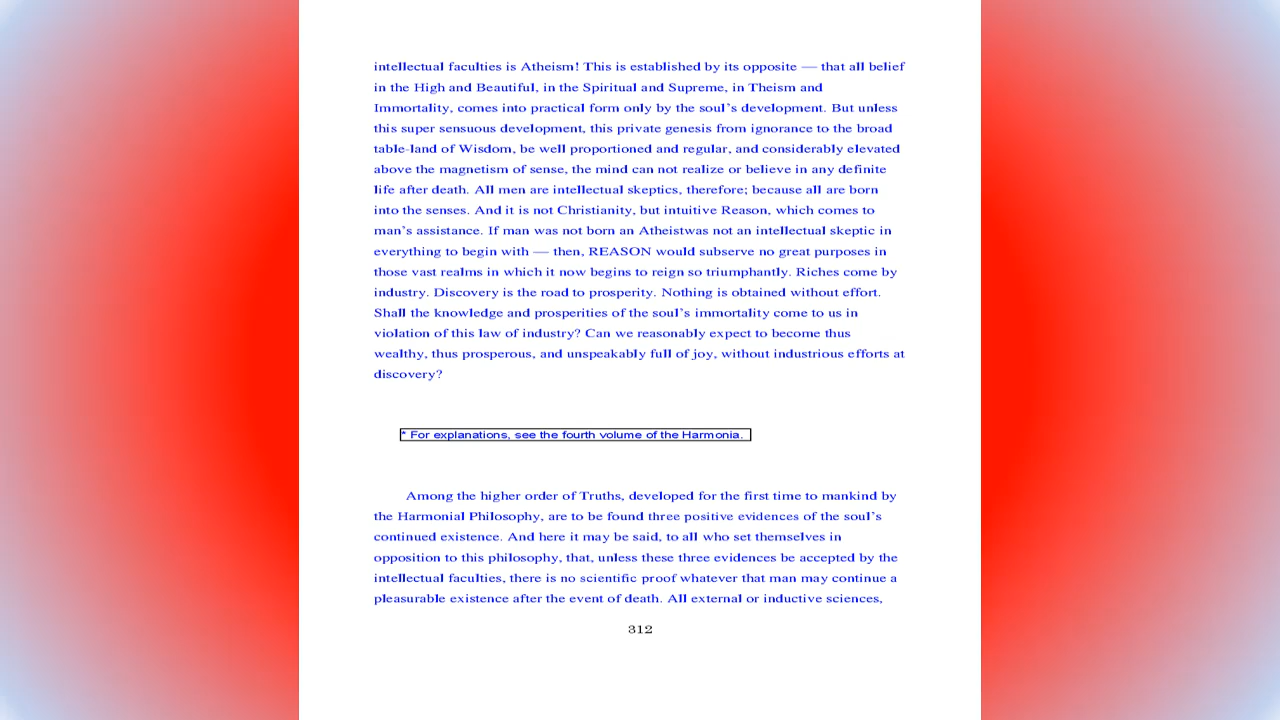 intellectual faculties is Atheism! This is established by its opposite — that all belief
in the High and Beautiful, in the Spiritual and Supreme, in Theism and
Immortality, comes into practical form only by the soul's development. But unless
this super sensuous development, this private genesis from ignorance to the broad
table-land of Wisdom, be well proportioned and regular, and considerably elevated
above the magnetism of sense, the mind can not realize or believe in any definite
life after death. All men are intellectual skeptics, therefore; because all are born
into the senses. And it is not Christianity, but intuitive Reason, which comes to
man's assistance. If man was not born an Atheistwas not an intellectual skeptic in
everything to begin with — then, REASON would subserve no great purposes in
those vast realms in which it now begins to reign so triumphantly. Riches come by
industry. Discovery is the road to prosperity. Nothing is obtained without effort.
Shall the knowledge and prosperities of the soul's immortality come to us in
violation of this law of industry? Can we reasonably expect to become thus
wealthy, thus prosperous, and unspeakably full of joy, without industrious efforts at
discovery?
* For explanations, see the fourth volume of the Harmonia.
Among the higher order of Truths, developed for the first time to mankind by
the Harmonial Philosophy, are to be found three positive evidences of the soul's
continued existence. And here it may be said, to all who set themselves in
opposition to this philosophy, that, unless these three evidences be accepted by the
intellectual faculties, there is no scientific proof whatever that man may continue a
pleasurable existence after the event of death. All external or inductive sciences,
312